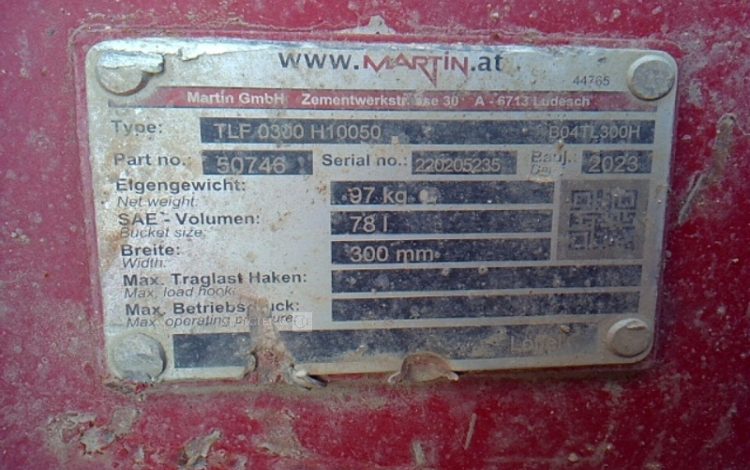 www.MARTIN.at
44765
Martin GmbH Zementwerkstrasse 30 A - 6713 Ludesch
Type: TLF 0300 H10050 B04TL300H
Part no.: 50746 Serial no.: 220205235 Bauj.: 2023
Eigengewicht: 97 kg
Net weight:
SAE - Volumen: 78 l
Bucket size:
Breite: 300 mm
Width:
Max. Traglast Haken:
Max. load hook:
Max. Betriebsdruck:
Max. operating pressure: